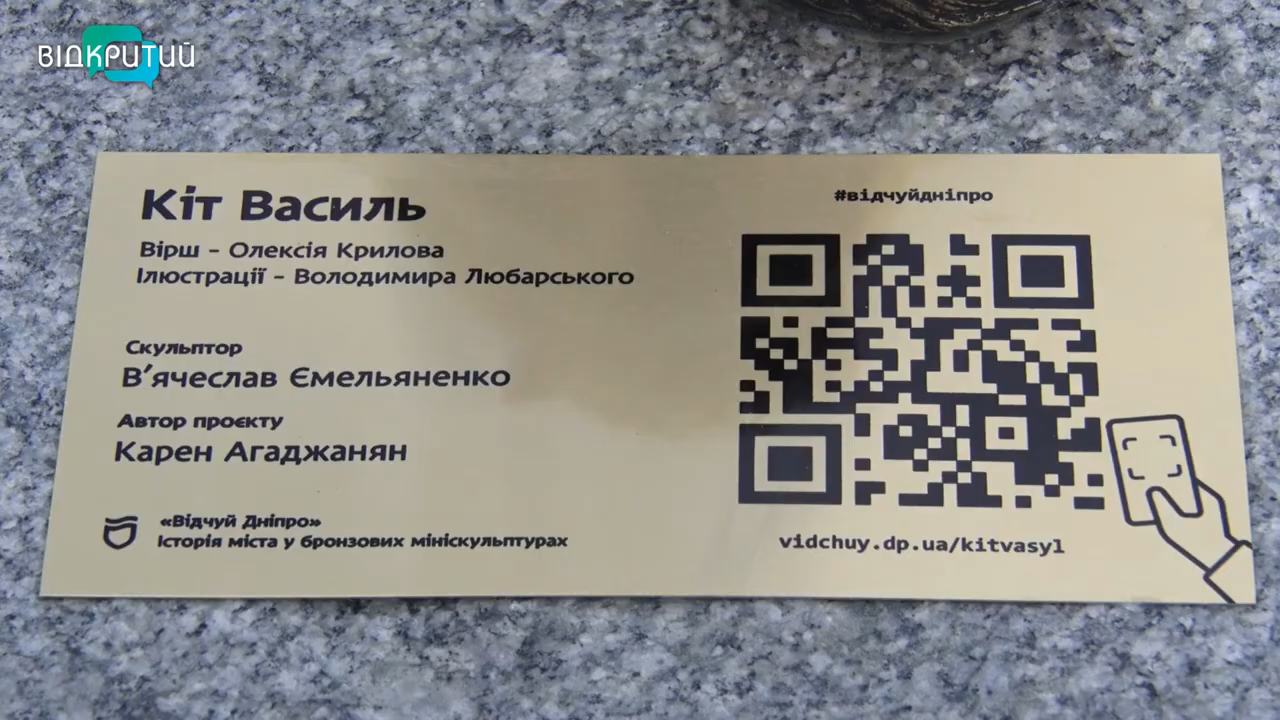 ВІДКРИТИЙ
Кіт Василь
Вірш – Олексія Крилова
Ілюстрації – Володимира Любарського
Скульптор
В’ячеслав Ємельяненко
Автор проєкту
Карен Агаджанян
«Відчуй Дніпро»
Історія міста у бронзових мініскульптурах
#відчуйдніпро
vidchuy.dp.ua/kitvasyl